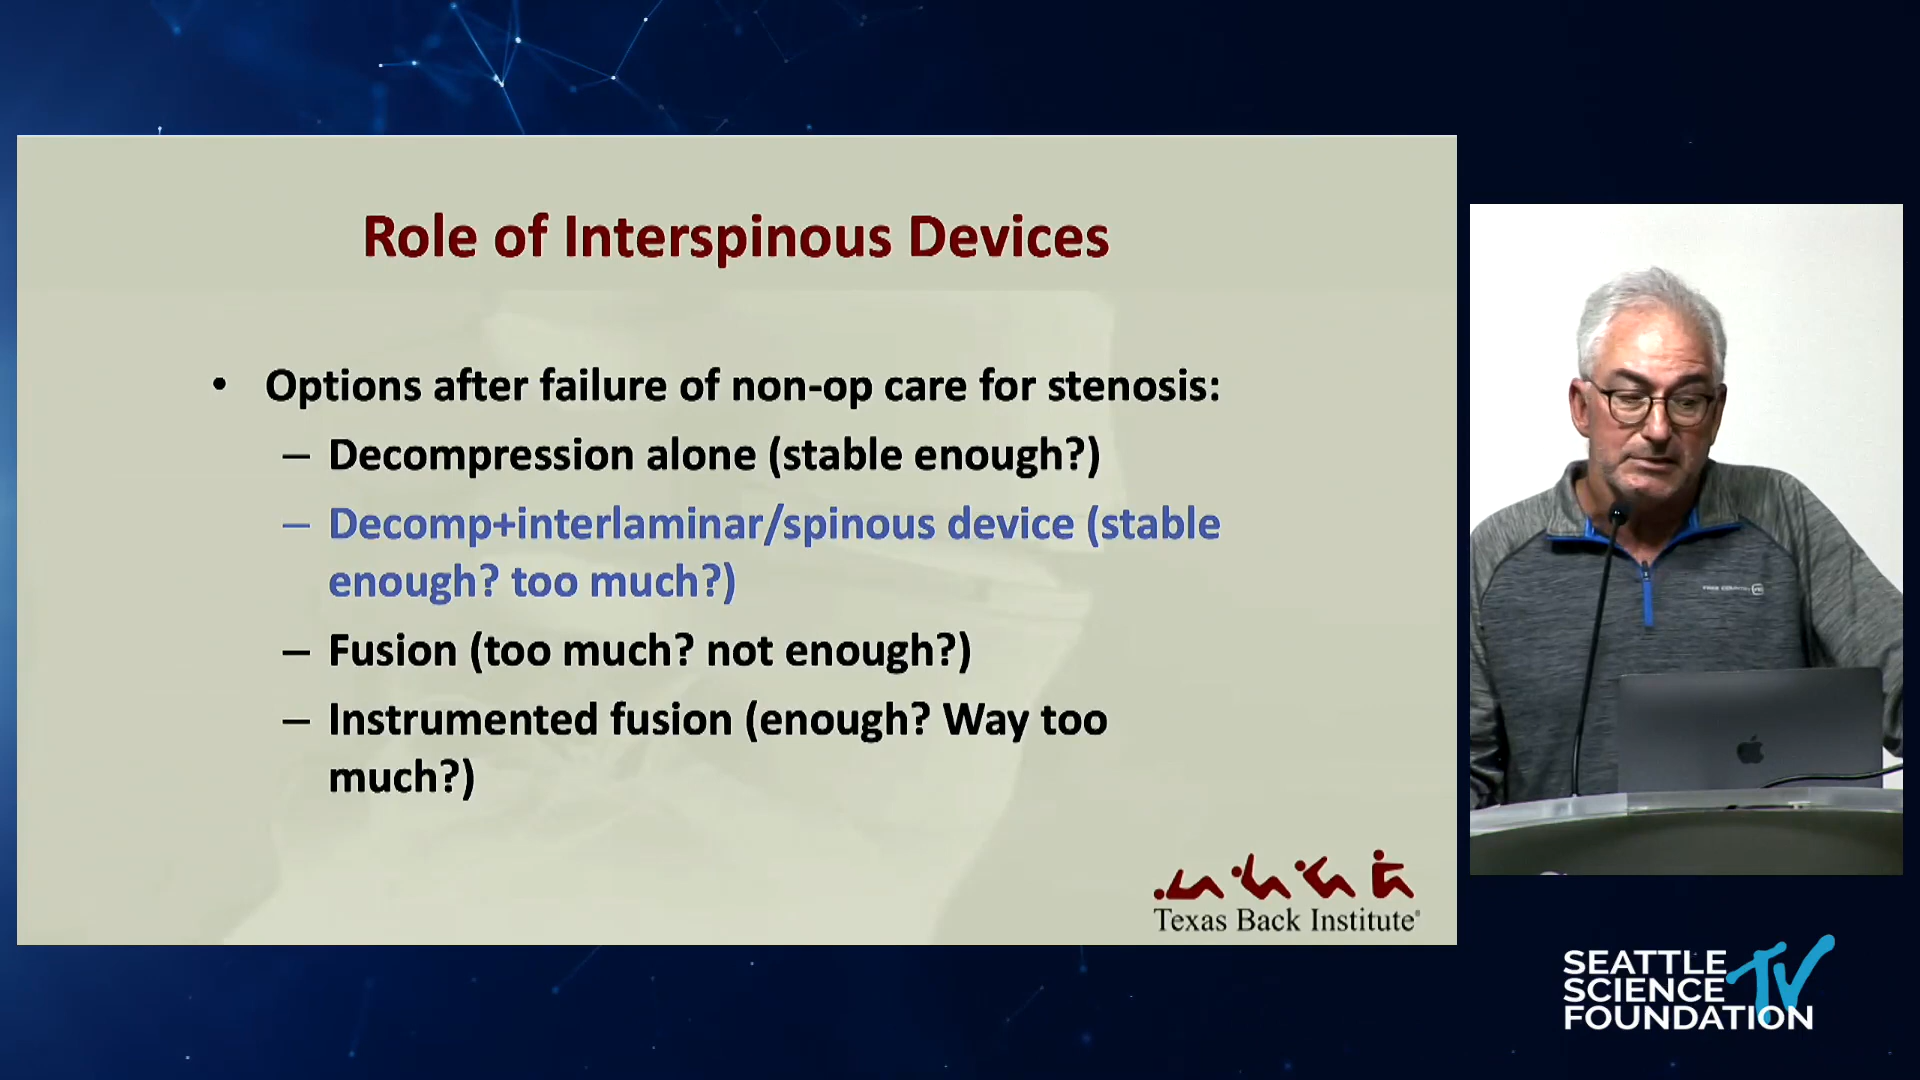 Role of Interspinous Devices
• Options after failure of non-op care for stenosis:
– Decompression alone (stable enough?)
– Decomp+interlaminar/spinous device (stable
enough? too much?)
– Fusion (too much? not enough?)
– Instrumented fusion (enough? Way too
much?)
Texas Back Institute®
SEATTLE
SCIENCE
FOUNDATION
TV